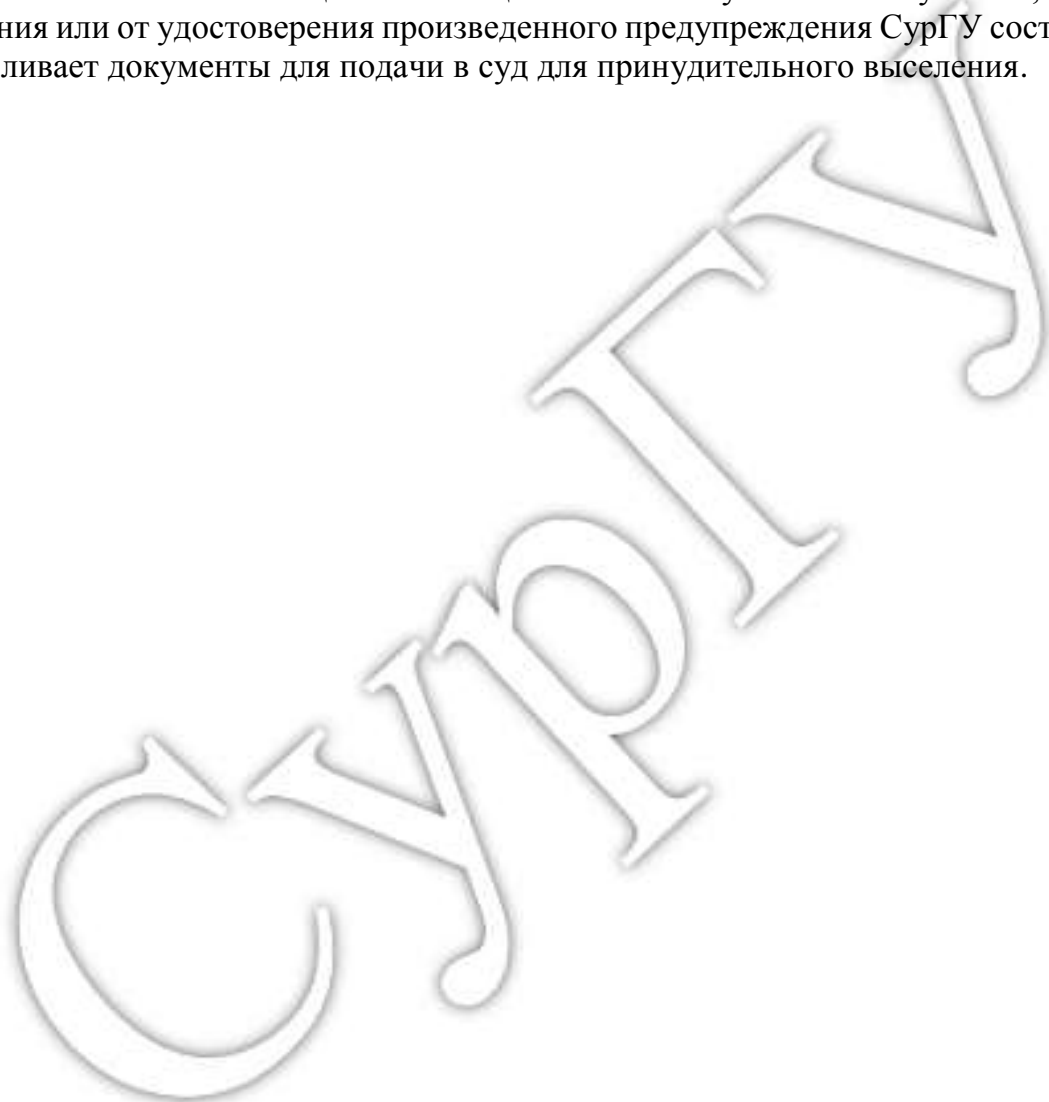 ния или от удостоверения произведенного предупреждения СурГУ сост
ливает документы для подачи в суд для принудительного выселения.
СурГУ